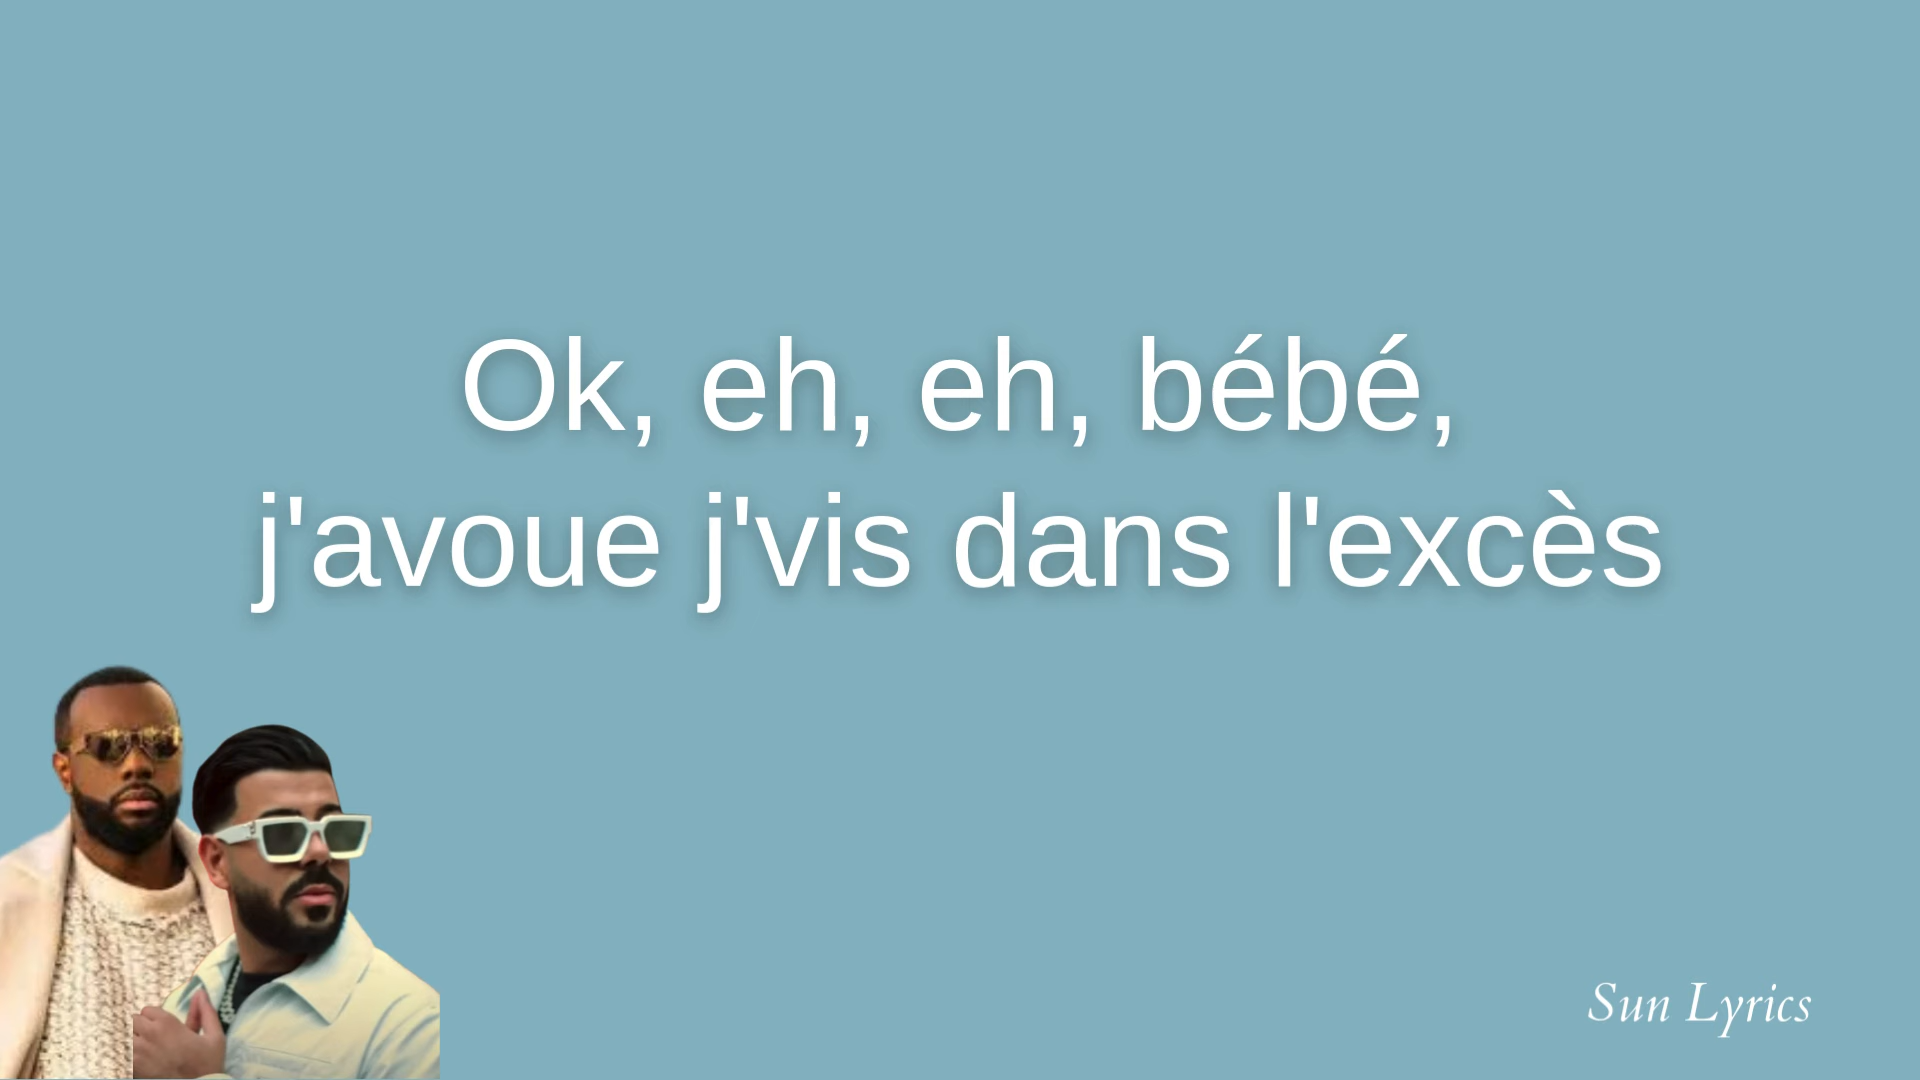 Ok, eh, eh, bébé,
j'avoue j'vis dans l'excès
Sun Lyrics